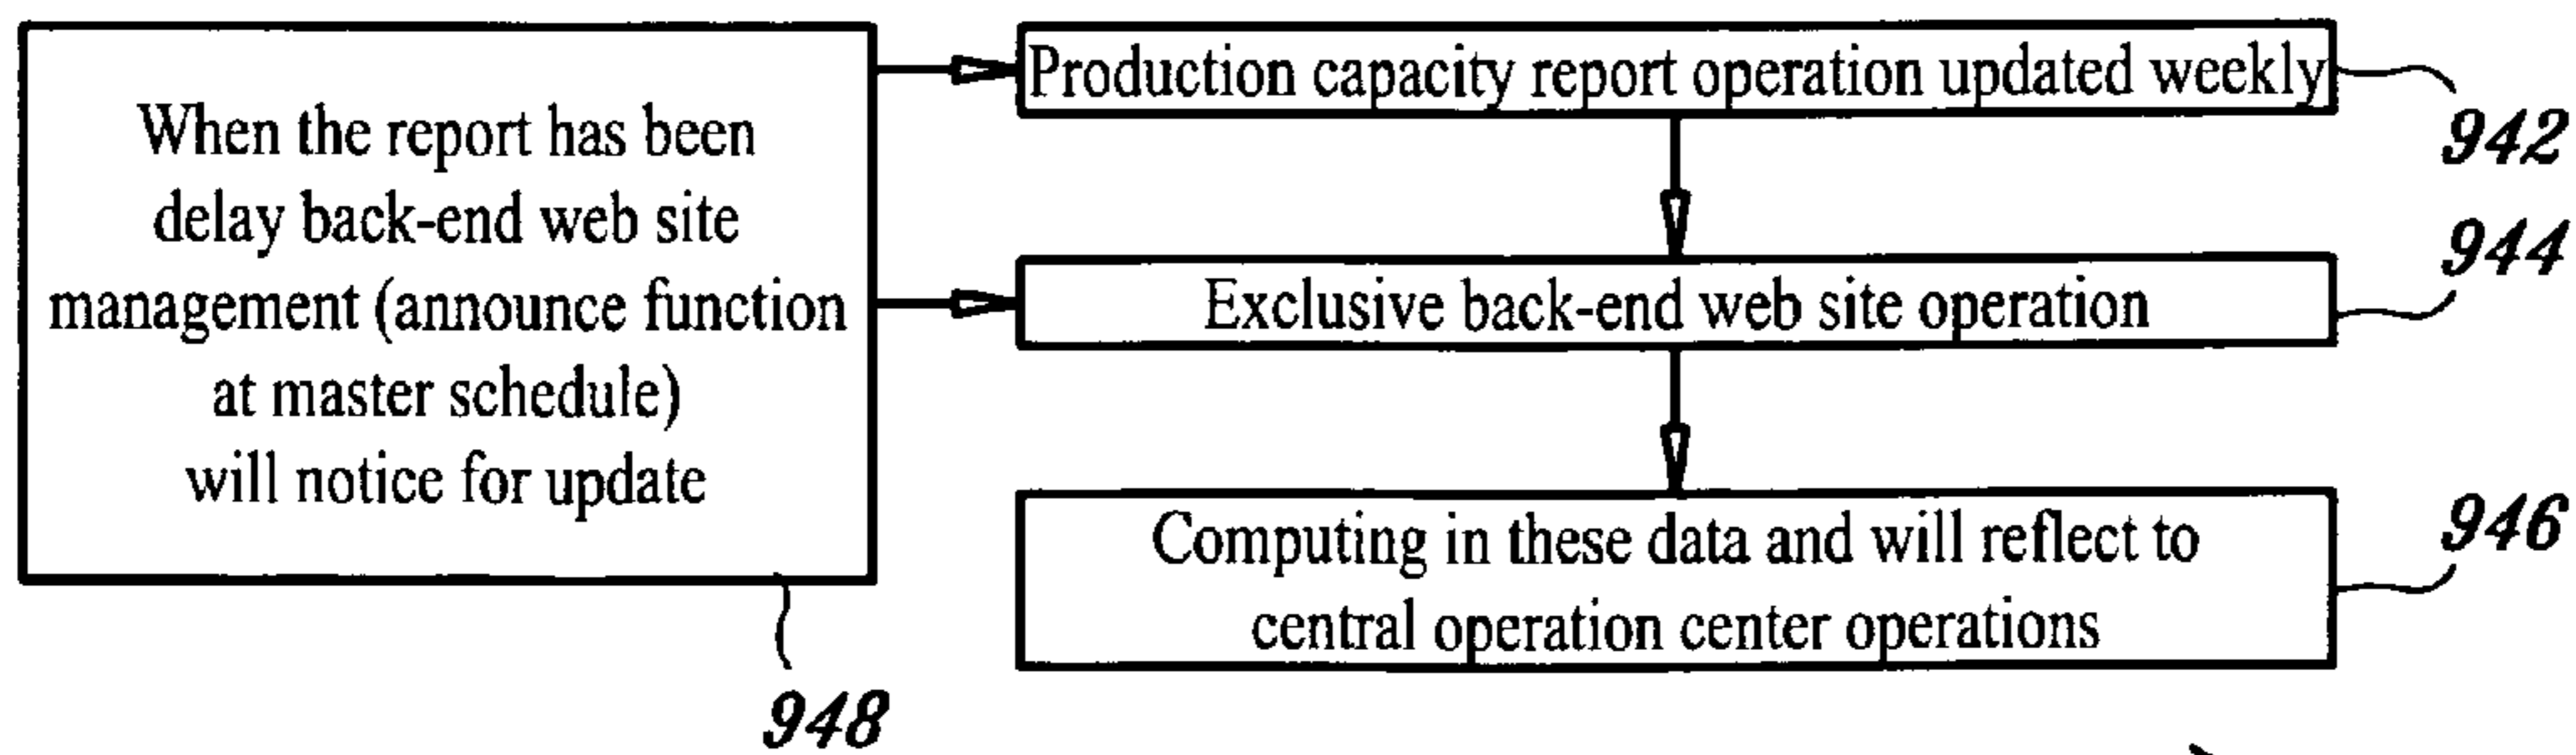 When the report has been
delay back-end web site
management (announce function
at master schedule)
will notice for update
948
Production capacity report operation updated weekly
942
Exclusive back-end web site operation
944
Computing in these data and will reflect to
central operation center operations
946